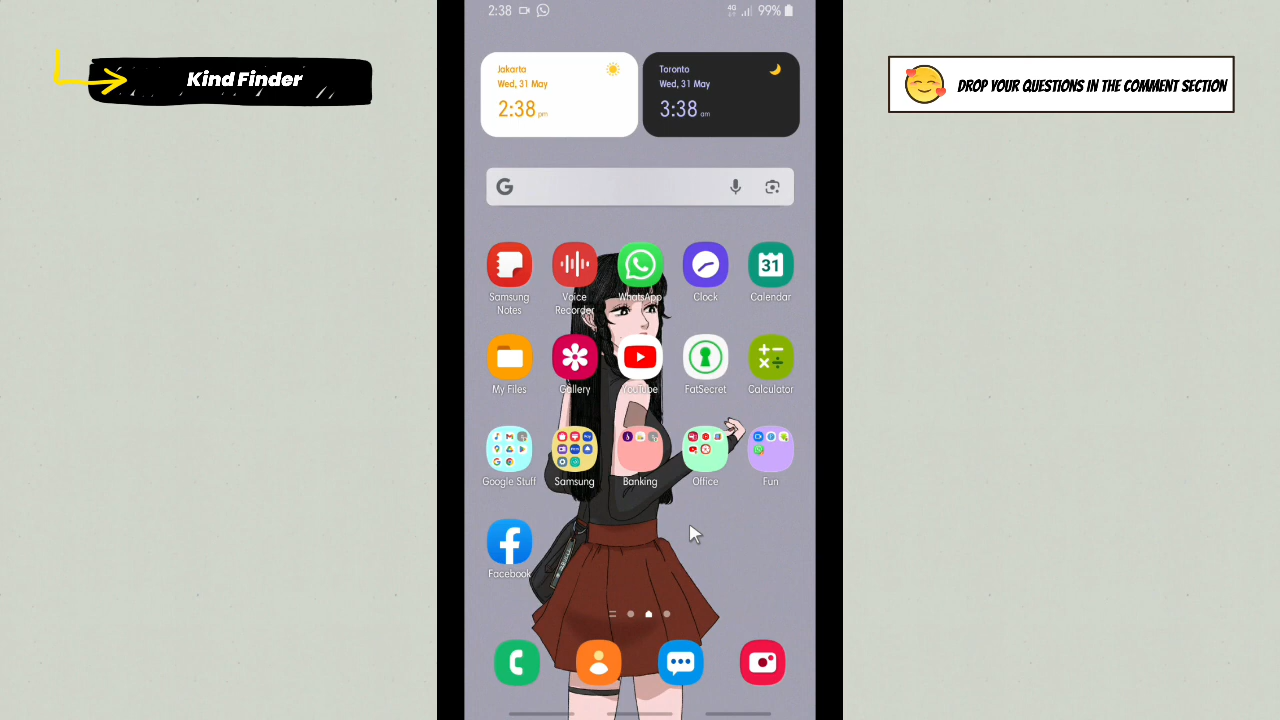 2:38
4G
99%
Kind Finder
DROP YOUR QUESTIONS IN THE COMMENT SECTION
Jakarta
Wed, 31 May
2:38 pm
Toronto
Wed, 31 May
3:38 am
Samsung
Notes
Voice
Recorder
WhatsApp
Clock
31
Calendar
My Files
Gallery
YouTube
FatSecret
Calculator
Google Stuff
Samsung
Banking
Office
Fun
Facebook